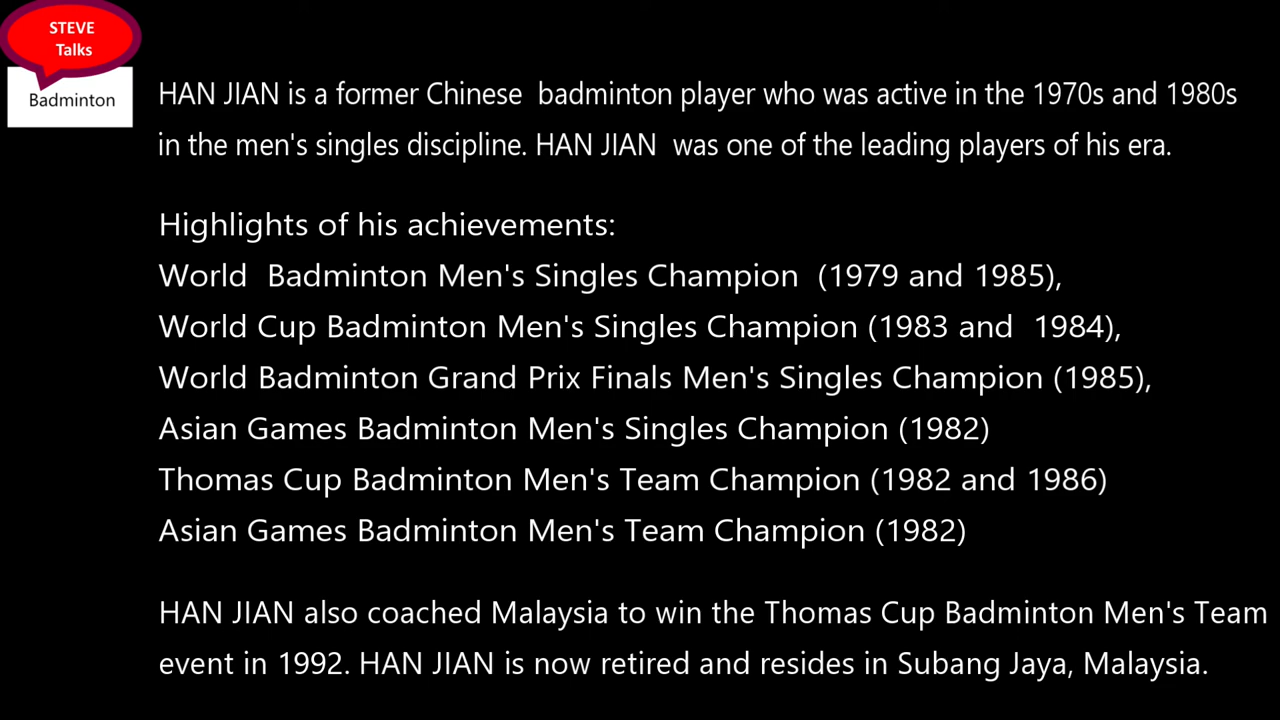 STEVE
Talks
Badminton
HAN JIAN is a former Chinese  badminton player who was active in the 1970s and 1980s
in the men's singles discipline. HAN JIAN  was one of the leading players of his era.
Highlights of his achievements:
World  Badminton Men's Singles Champion  (1979 and 1985),
World Cup Badminton Men's Singles Champion (1983 and  1984),
World Badminton Grand Prix Finals Men's Singles Champion (1985),
Asian Games Badminton Men's Singles Champion (1982)
Thomas Cup Badminton Men's Team Champion (1982 and 1986)
Asian Games Badminton Men's Team Champion (1982)
HAN JIAN also coached Malaysia to win the Thomas Cup Badminton Men's Team
event in 1992. HAN JIAN is now retired and resides in Subang Jaya, Malaysia.